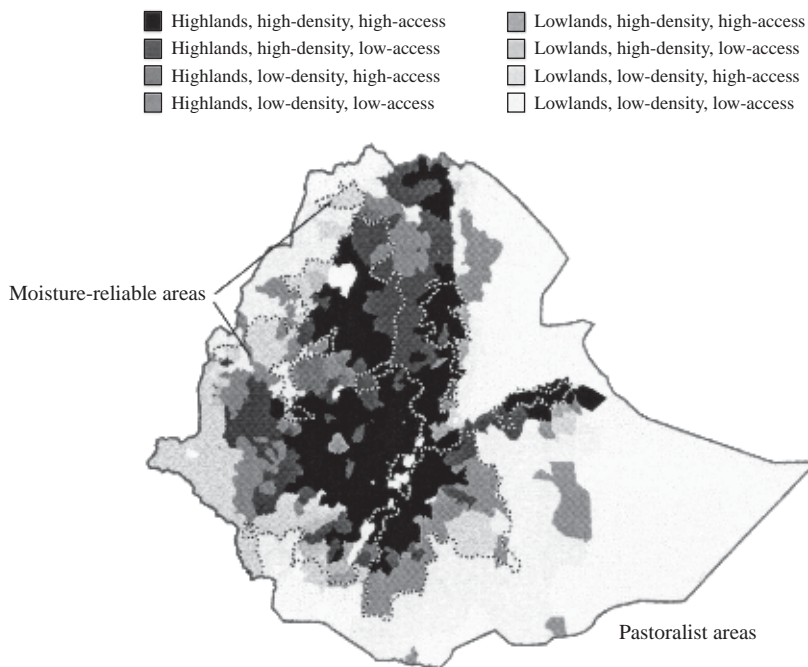 Highlands, high-density, high-access
Highlands, high-density, low-access
Highlands, low-density, high-access
Highlands, low-density, low-access
Lowlands, high-density, high-access
Lowlands, high-density, low-access
Lowlands, low-density, high-access
Lowlands, low-density, low-access
Moisture-reliable areas
Pastoralist areas